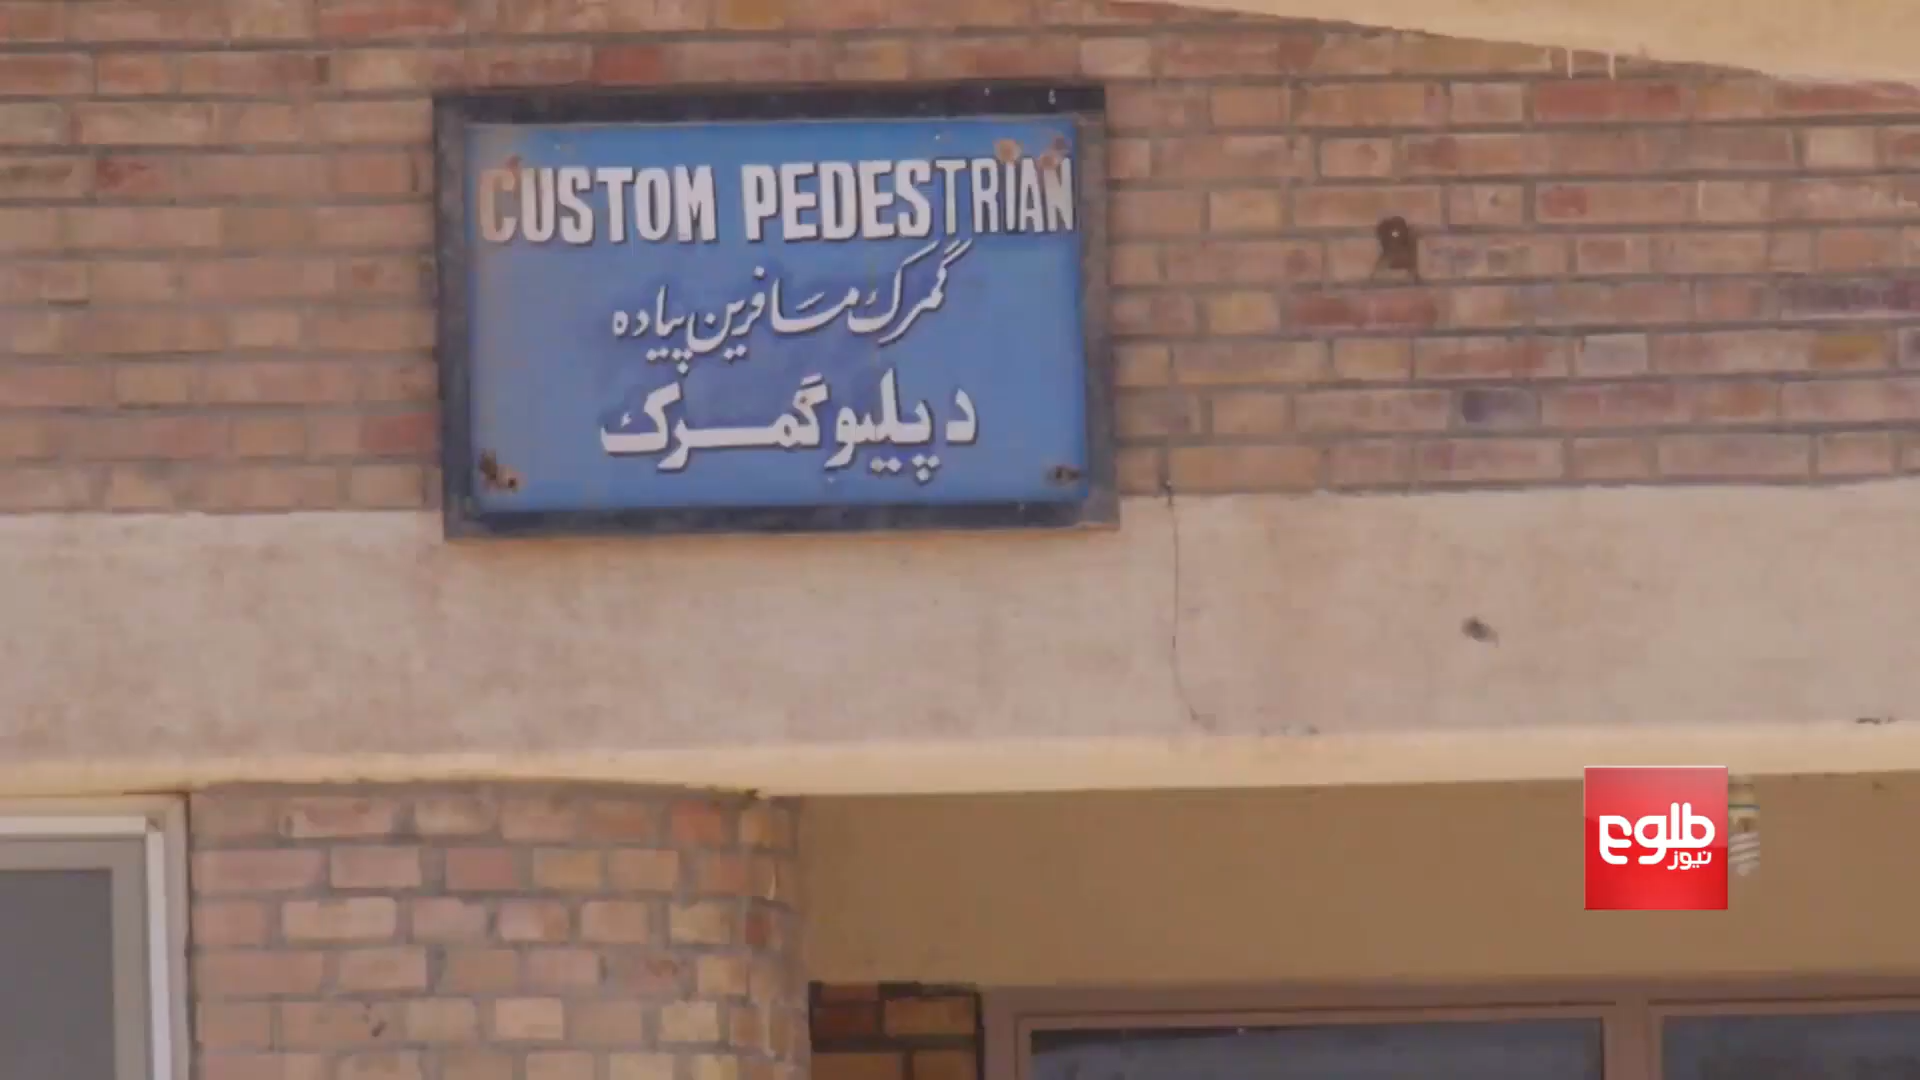 CUSTOM PEDESTRIAN
گمرک مسافرین پیاده
د پلیو گمرک
طلوع
نیوز